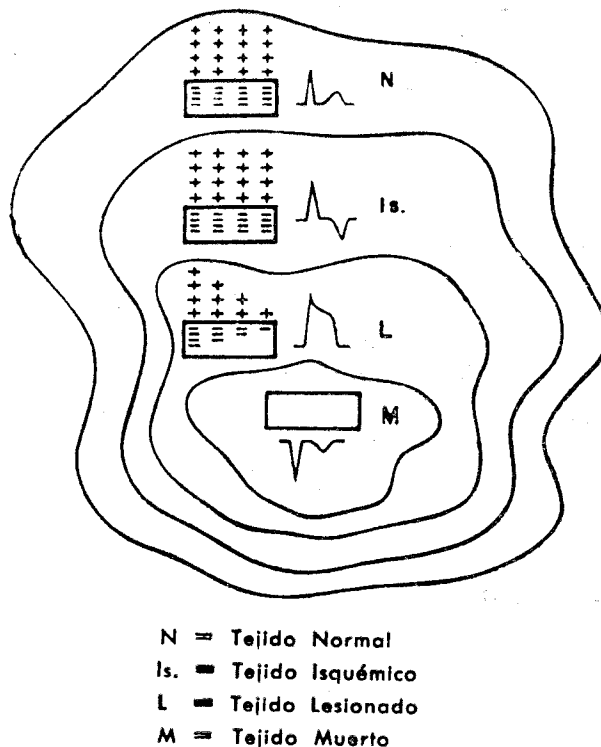 N
Is.
L
M
N = Tejido Normal
Is. = Tejido Isquémico
L = Tejido Lesionado
M = Tejido Muerto